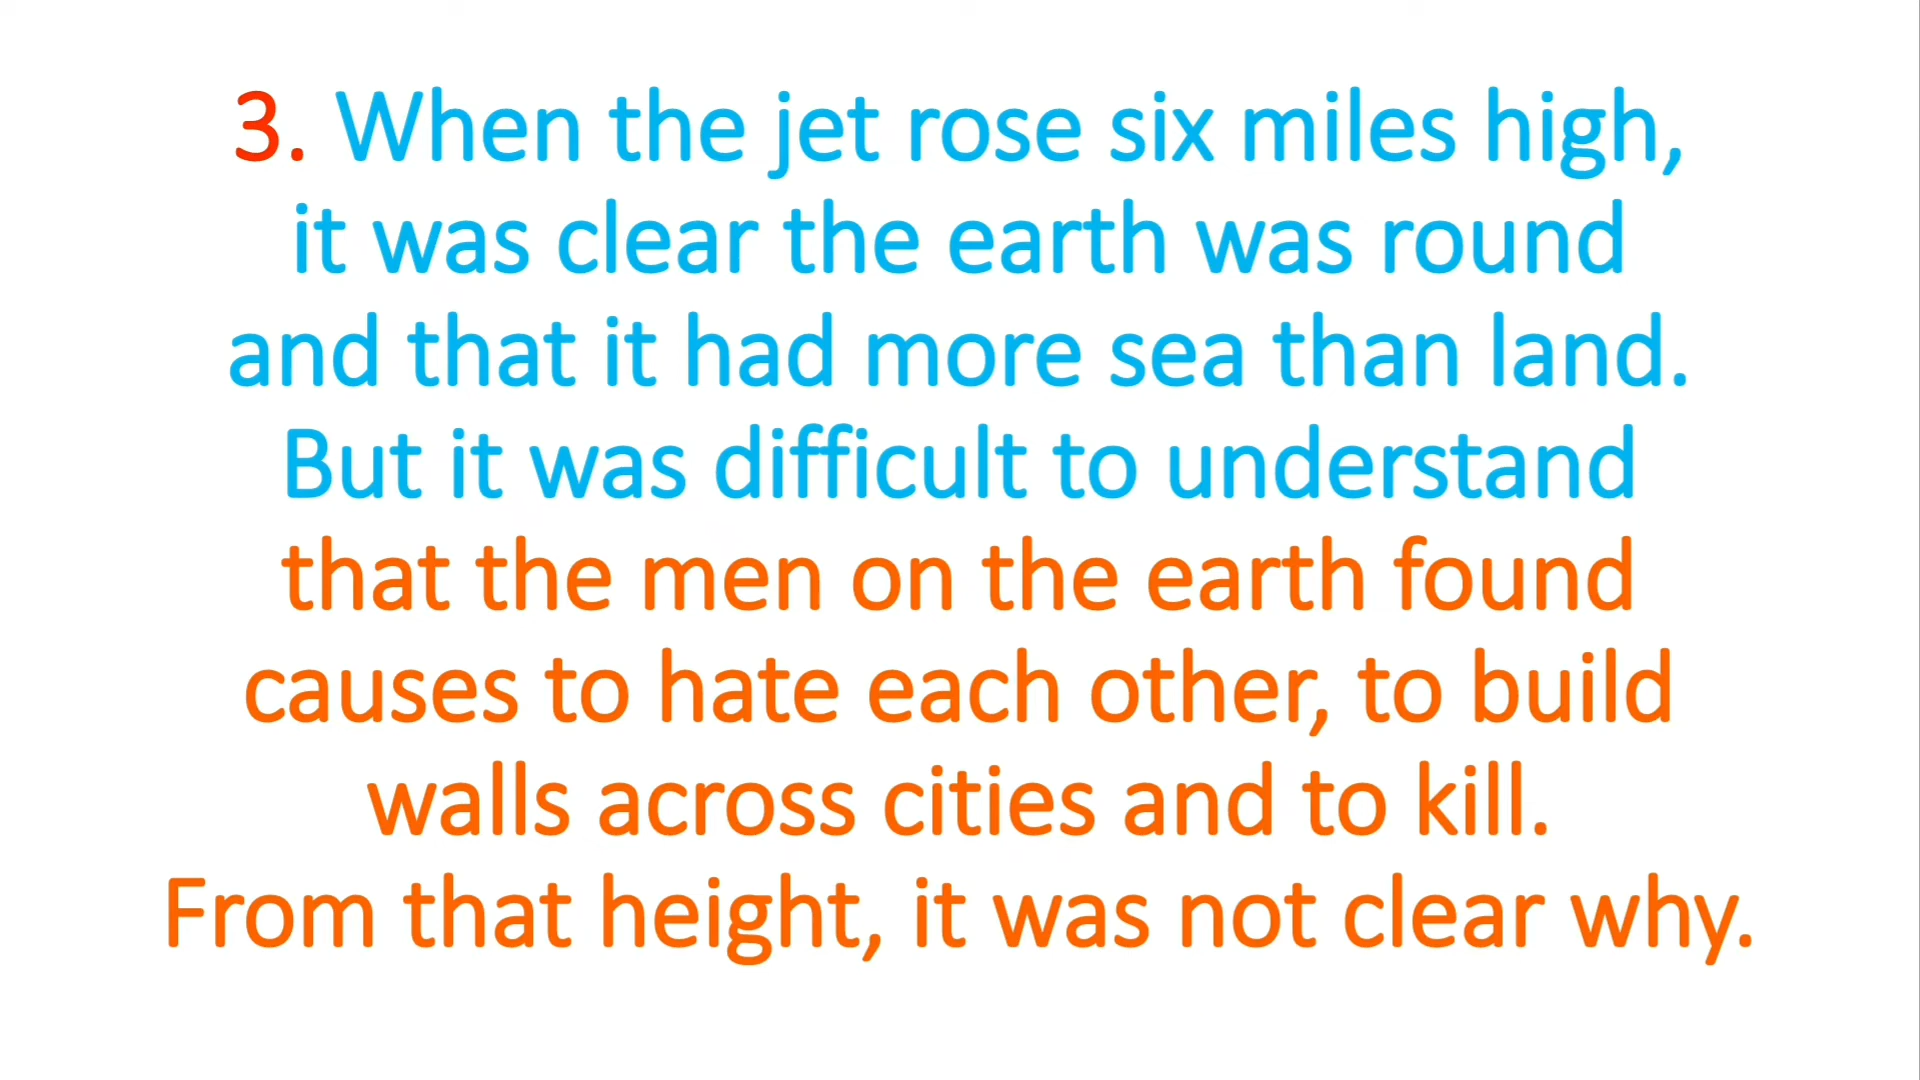 3. When the jet rose six miles high,
it was clear the earth was round
and that it had more sea than land.
But it was difficult to understand
that the men on the earth found
causes to hate each other, to build
walls across cities and to kill.
From that height, it was not clear why.